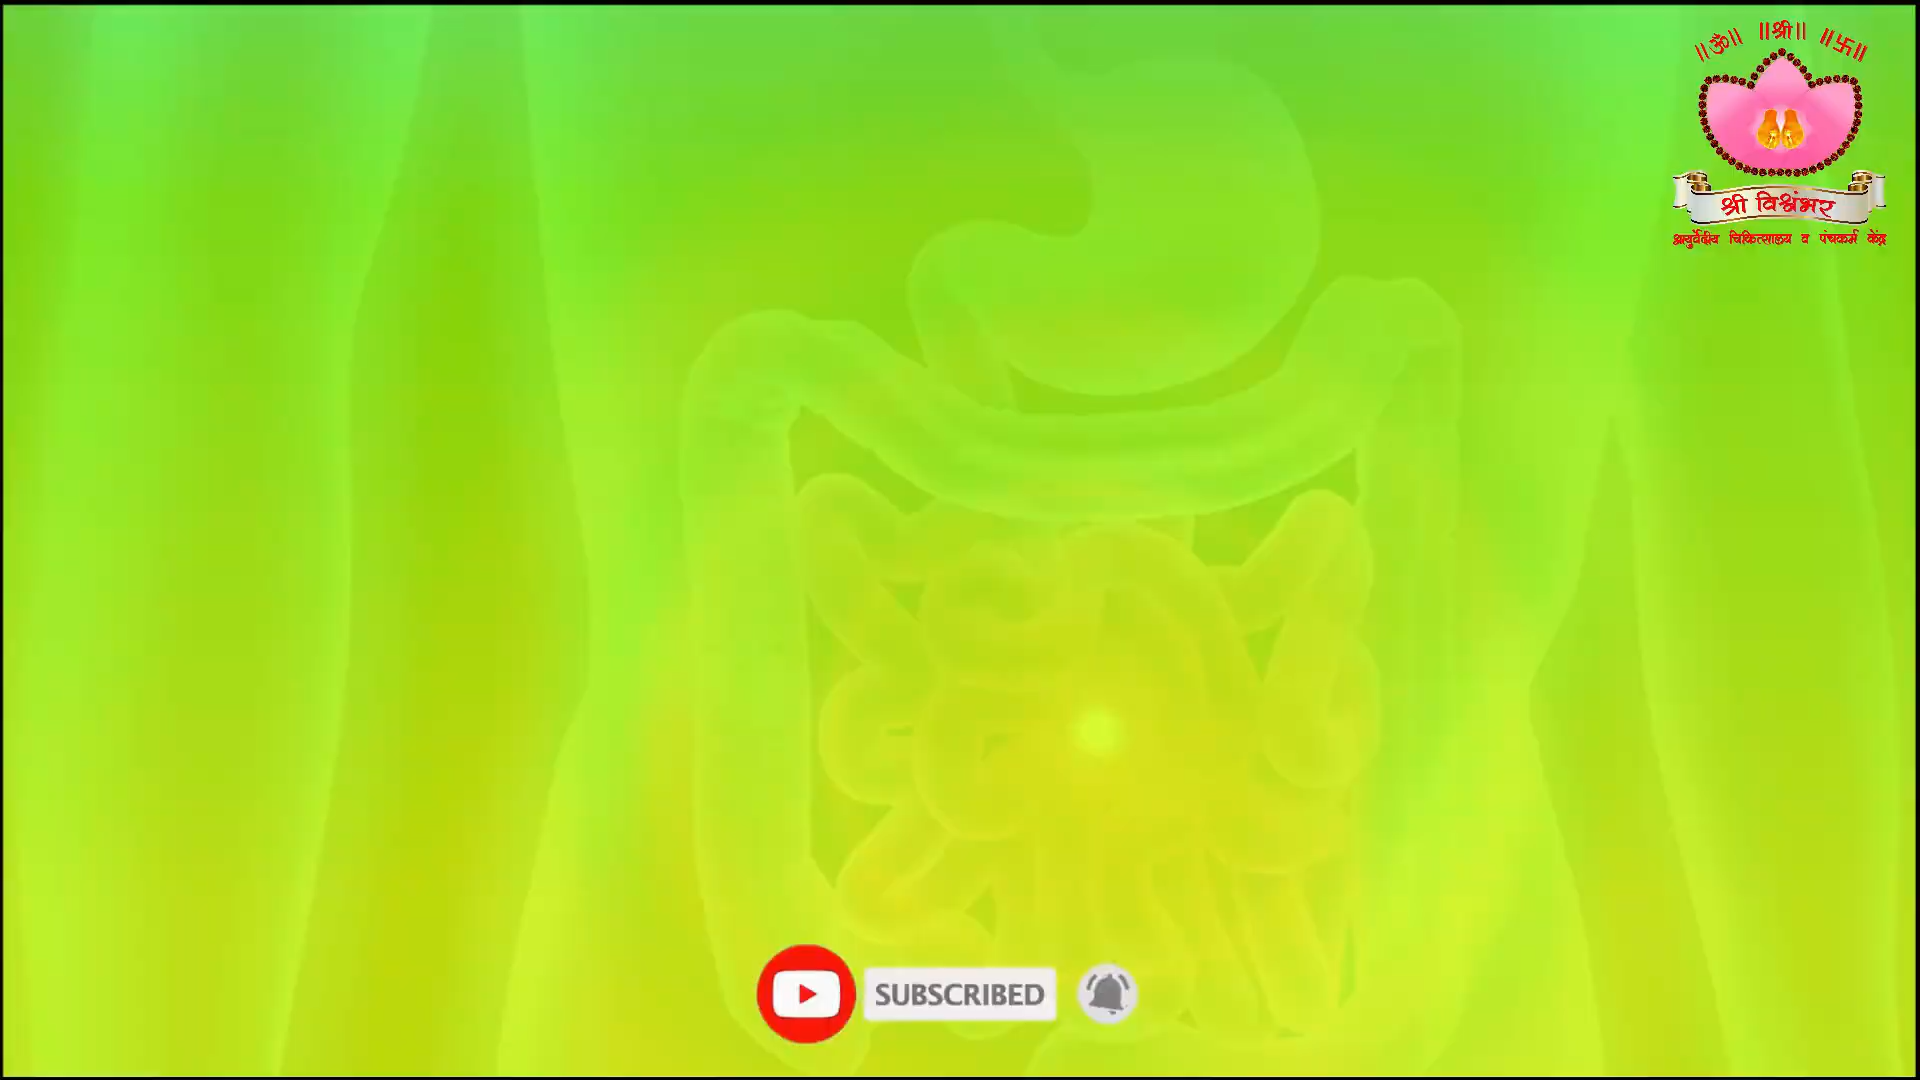 ॥ॐ॥ ॥श्री॥ ॥卐॥
श्री विश्वंभर
आयुर्वेदीय चिकित्सालय व पंचकर्म केंद्र
SUBSCRIBED